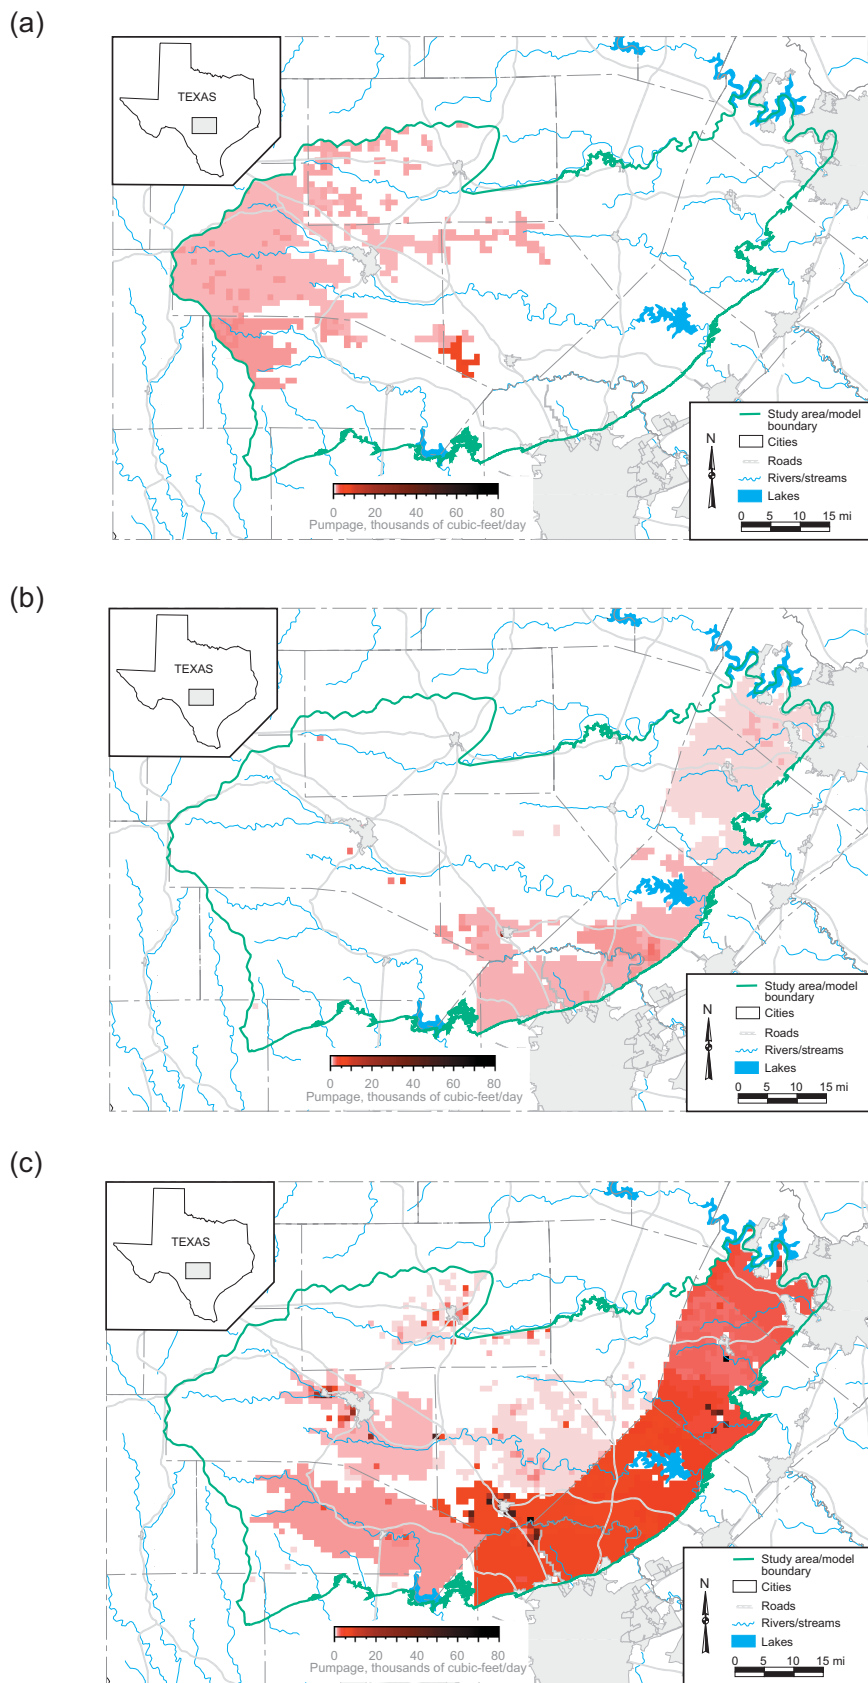 (a)
TEXAS
Study area/model
boundary
Cities
Roads
Rivers/streams
Lakes
N
0 5 10 15 mi
0 20 40 60 80
Pumpage, thousands of cubic-feet/day
(b)
TEXAS
Study area/model
boundary
Cities
Roads
Rivers/streams
Lakes
N
0 5 10 15 mi
0 20 40 60 80
Pumpage, thousands of cubic-feet/day
(c)
TEXAS
Study area/model
boundary
Cities
Roads
Rivers/streams
Lakes
N
0 5 10 15 mi
0 20 40 60 80
Pumpage, thousands of cubic-feet/day